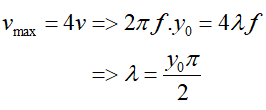 v_max = 4v => 2πf.y₀ = 4λf
=> λ = y₀π / 2